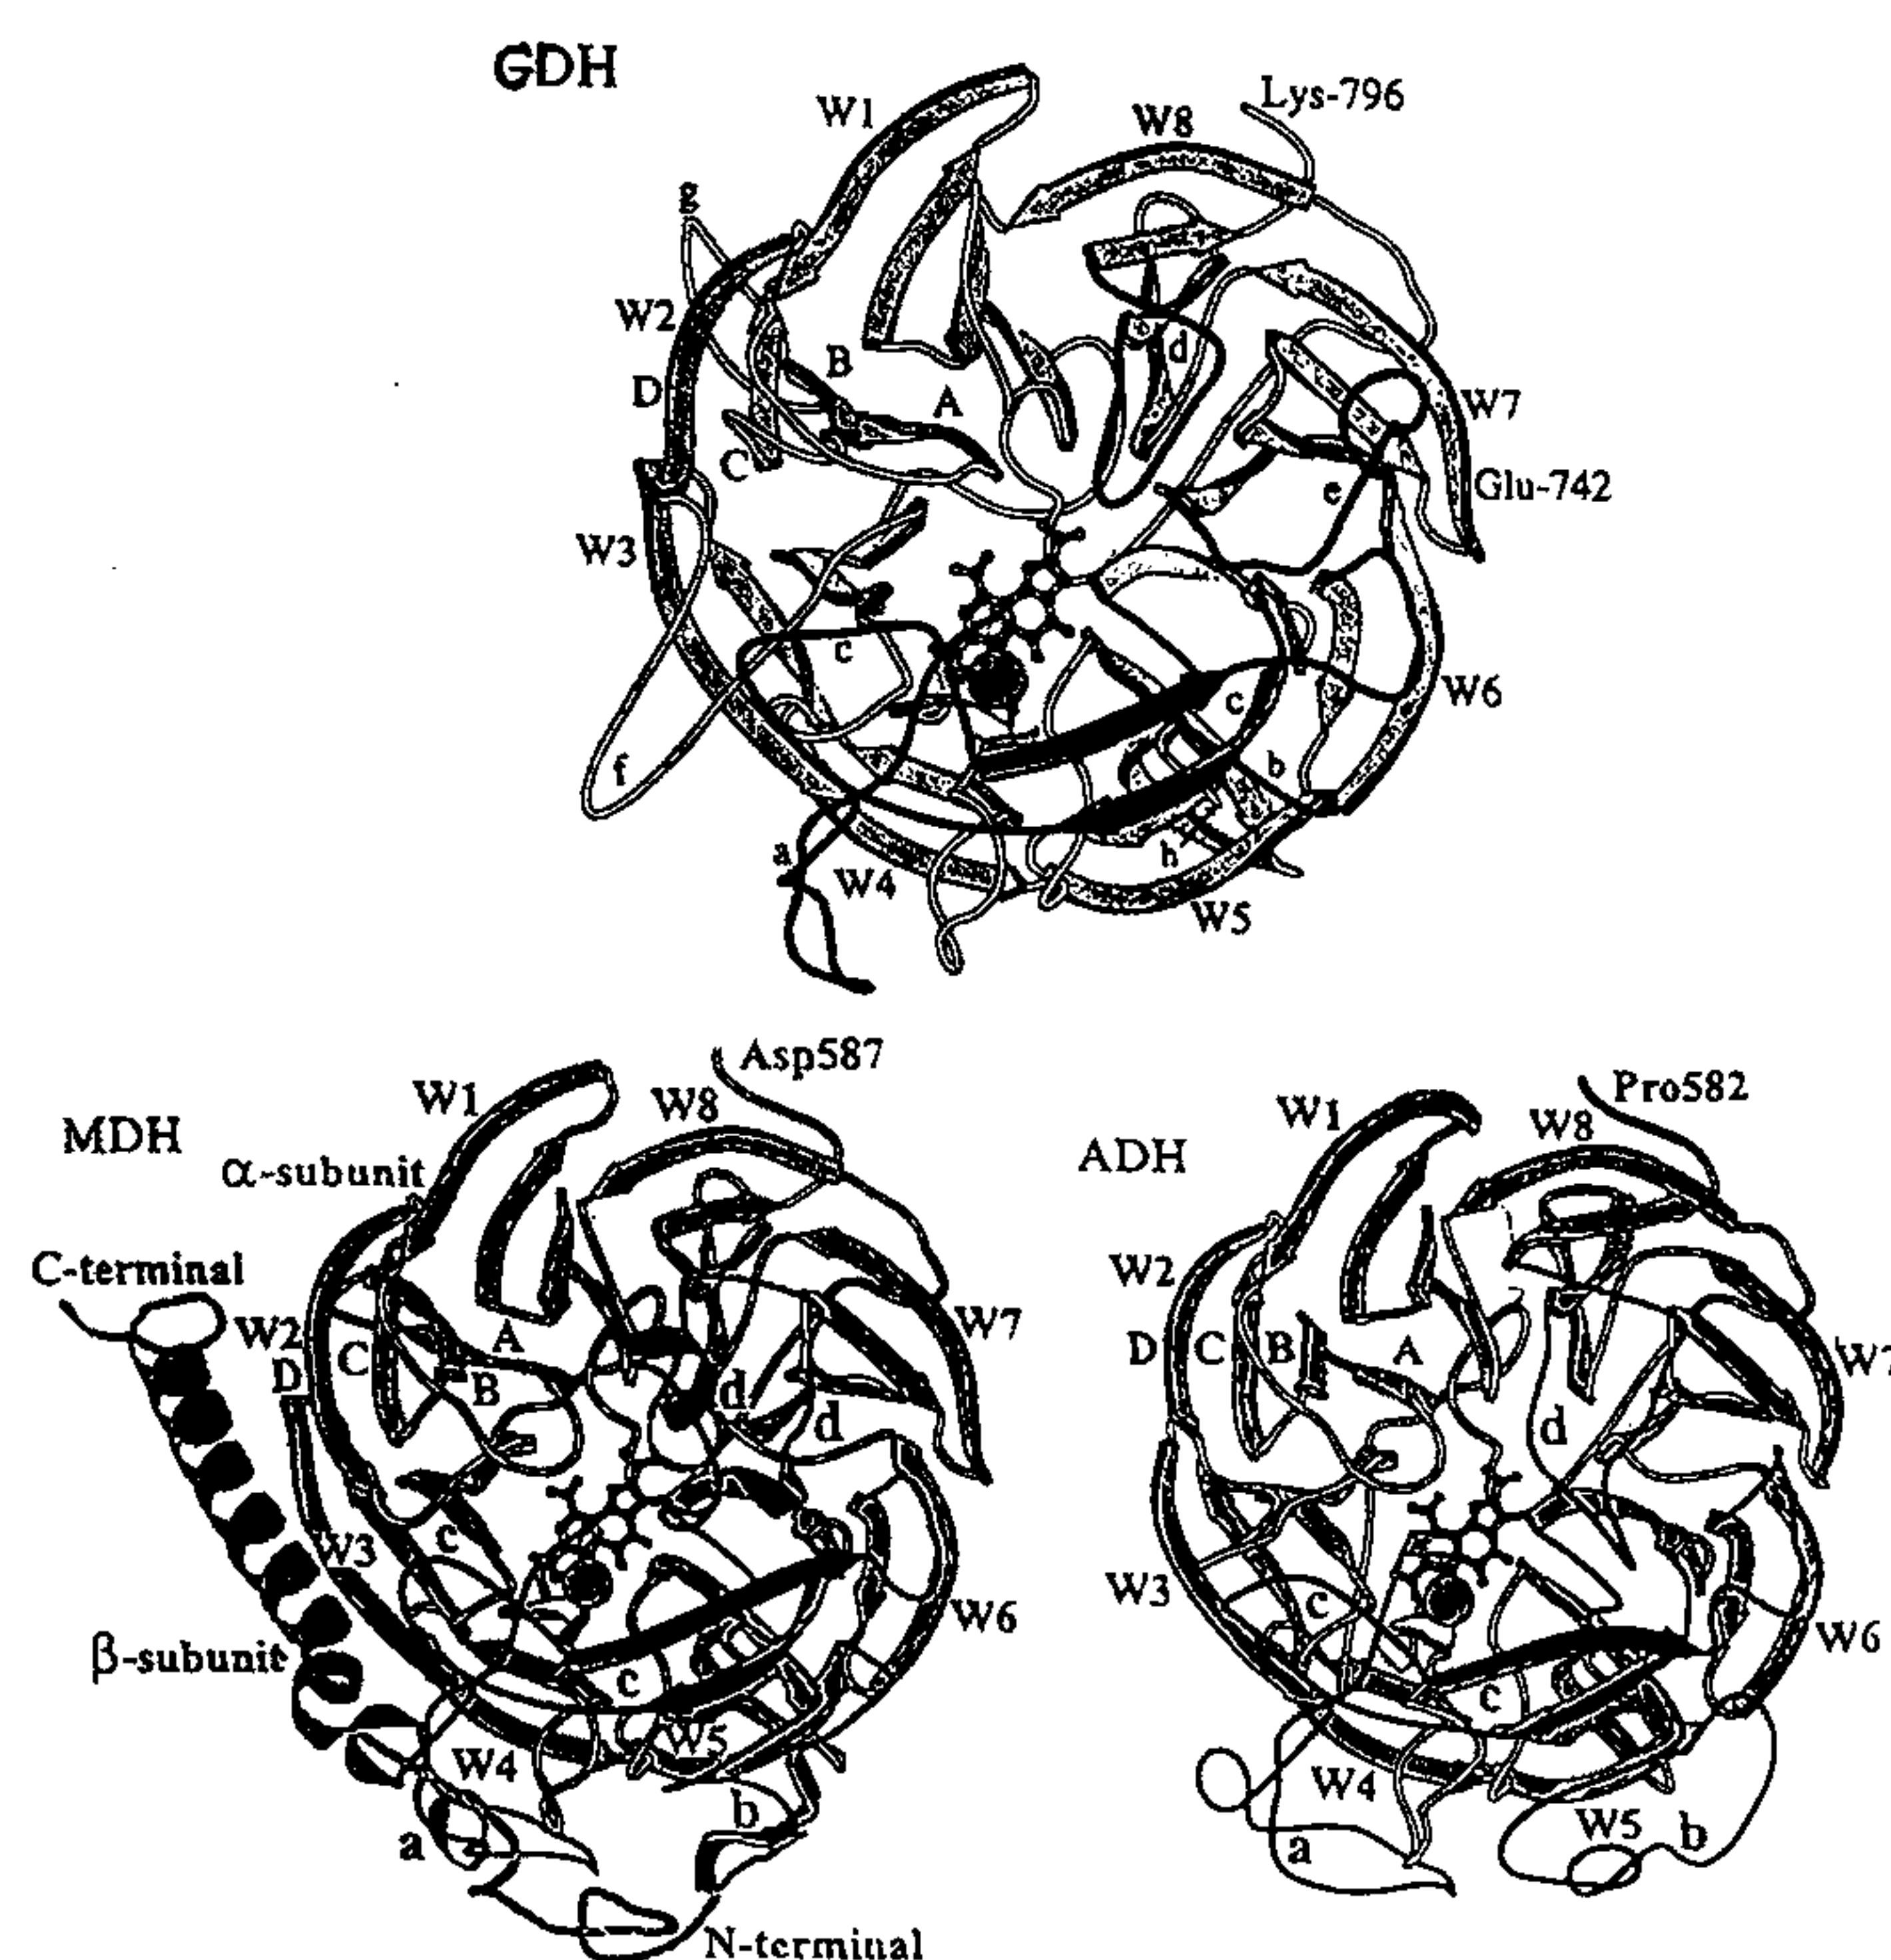 GDH
Lys-796
W1
W8
g
W2
B
d
D
A
W7
C
e
Glu-742
W3
c
W6
c
f
b
a
h
W4
W5
Asp587
W1
W8
Pro582
MDH
W1
W8
ADH
α-subunit
C-terminal
W2
W2
A
W7
D
C
B
A
W7
C
D
B
d
d
d
c
W3
W3
c
W6
W6
β-subunit
c
c
W5
W4
W4
b
W5
b
a
a
N-terminal